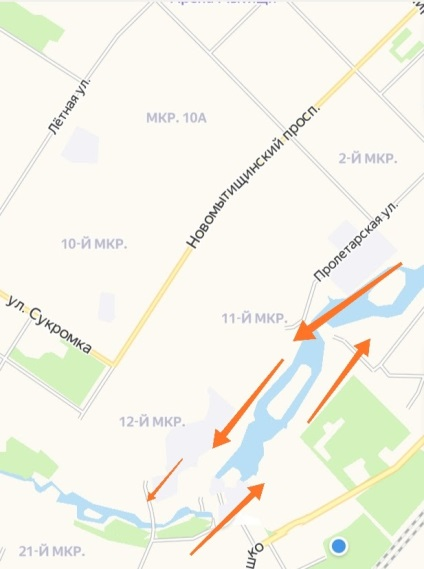 Лётная ул.
МКР. 10А
Новомытищинский просп.
2-Й МКР.
Пролетарская ул.
10-Й МКР.
ул. Сукромка
11-Й МКР.
12-Й МКР.
21-Й МКР.